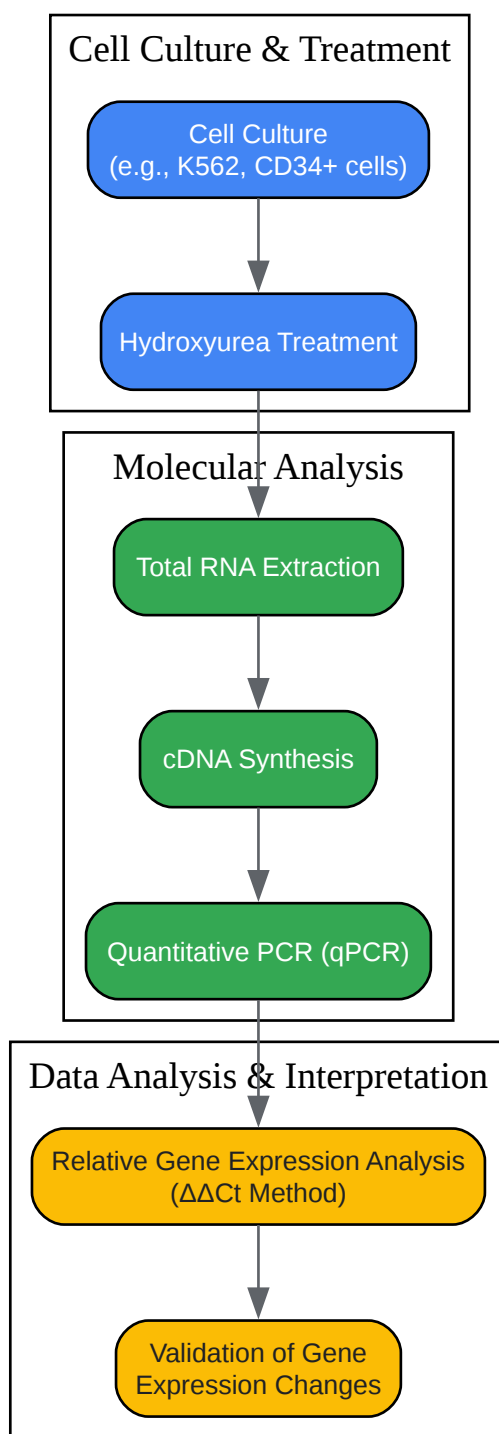 Cell Culture & Treatment
Cell Culture
(e.g., K562, CD34+ cells)
Hydroxyurea Treatment
Molecular Analysis
Total RNA Extraction
cDNA Synthesis
Quantitative PCR (qPCR)
Data Analysis & Interpretation
Relative Gene Expression Analysis
(ΔΔCt Method)
Validation of Gene
Expression Changes